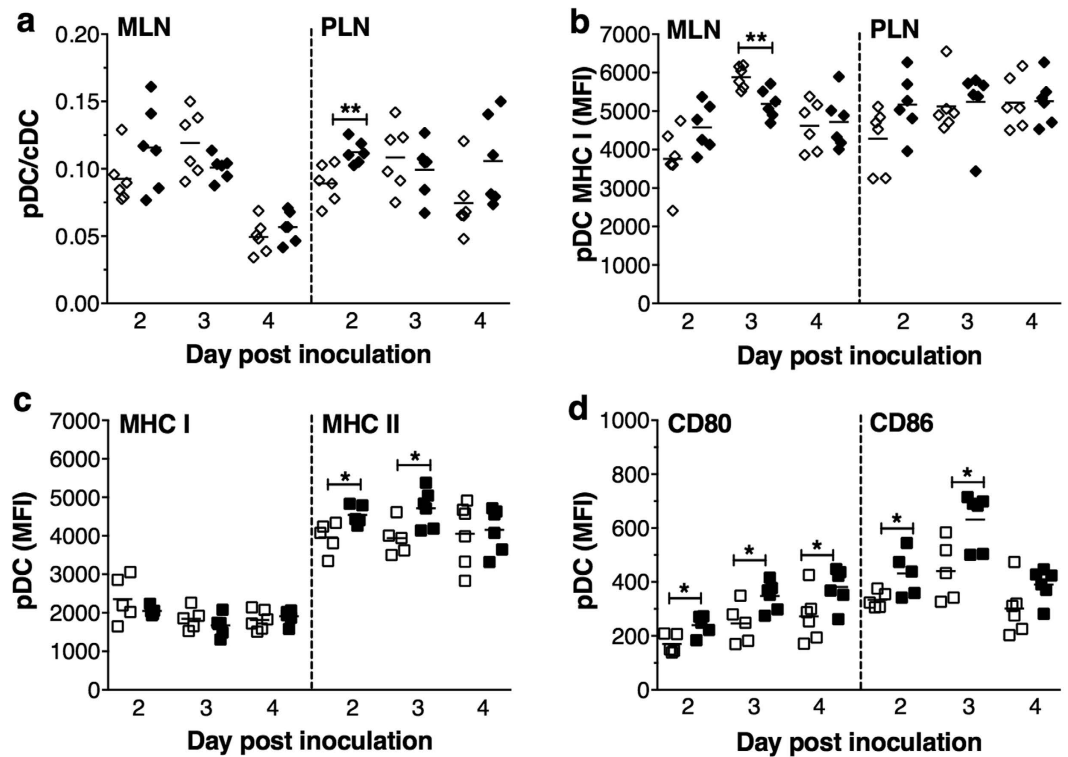 a
MLN PLN
pDC/cDC
0.20
0.15
0.10
0.05
0.00
**
2 3 4 2 3 4
Day post inoculation
b
MLN PLN
pDC MHC I (MFI)
7000
6000
5000
4000
3000
2000
1000
0
**
2 3 4 2 3 4
Day post inoculation
c
MHC I MHC II
pDC (MFI)
7000
6000
5000
4000
3000
2000
1000
0
* *
2 3 4 2 3 4
Day post inoculation
d
CD80 CD86
pDC (MFI)
1000
800
600
400
200
0
* * * * *
2 3 4 2 3 4
Day post inoculation